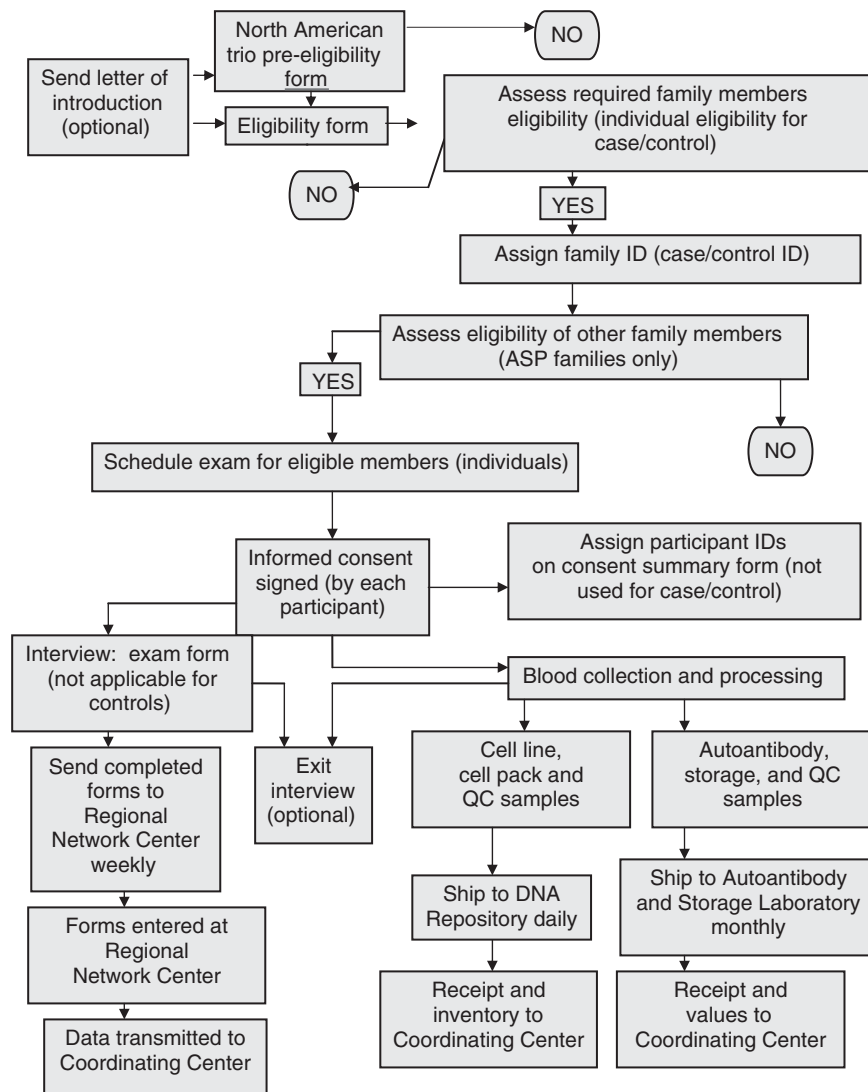 North American
trio pre-eligibility
form
NO
Send letter of
introduction
(optional)
Eligibility form
Assess required family members
eligibility (individual eligibility for
case/control)
NO
YES
Assign family ID (case/control ID)
Assess eligibility of other family members
(ASP families only)
YES
NO
Schedule exam for eligible members (individuals)
Informed consent
signed (by each
participant)
Assign participant IDs
on consent summary form (not
used for case/control)
Interview: exam form
(not applicable for
controls)
Blood collection and processing
Send completed
forms to
Regional
Network Center
weekly
Exit
interview
(optional)
Cell line,
cell pack and
QC samples
Autoantibody,
storage, and QC
samples
Ship to DNA
Repository daily
Ship to Autoantibody
and Storage Laboratory
monthly
Forms entered at
Regional
Network Center
Receipt and
inventory to
Coordinating Center
Receipt and
values to
Coordinating Center
Data transmitted to
Coordinating Center